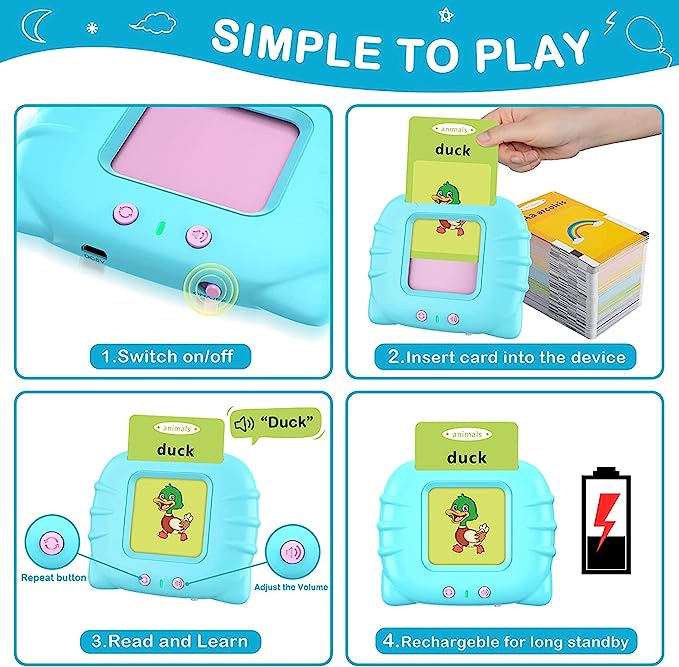 SIMPLE TO PLAY
DC5V
1.Switch on/off
animals
duck
2.Insert card into the device
animals
duck
"Duck"
Repeat button
Adjust the Volume
3.Read and Learn
animals
duck
4.Rechargeble for long standby